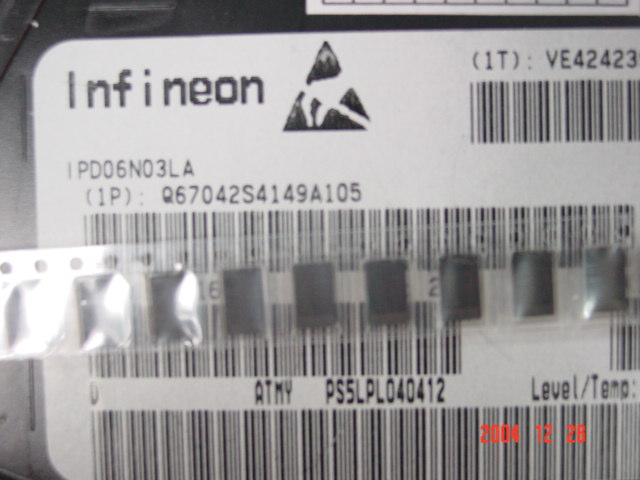 Infineon
(1T): VE42423
IPD06N03LA
(1P): Q67042S4149A105
D ATMY PS5LPL040412 Level/Temp:
2004 12 28